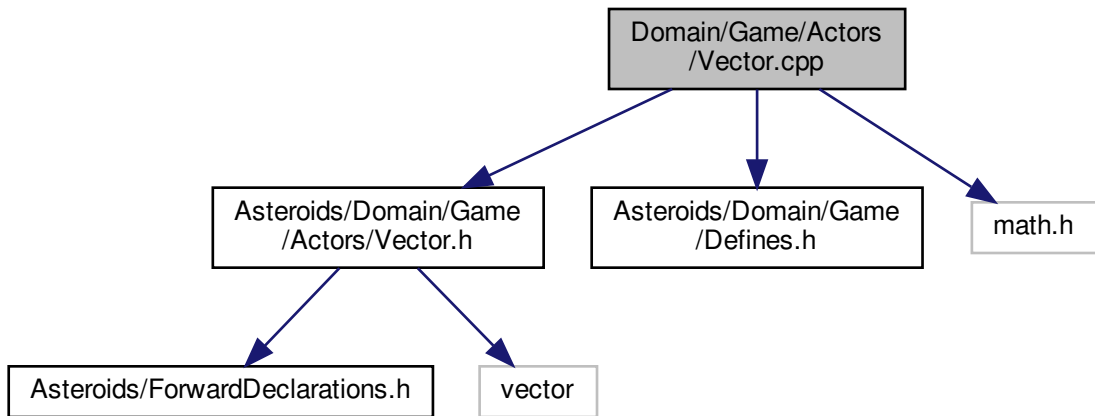 Domain/Game/Actors
/Vector.cpp
Asteroids/Domain/Game
/Actors/Vector.h
Asteroids/Domain/Game
/Defines.h
math.h
Asteroids/ForwardDeclarations.h
vector